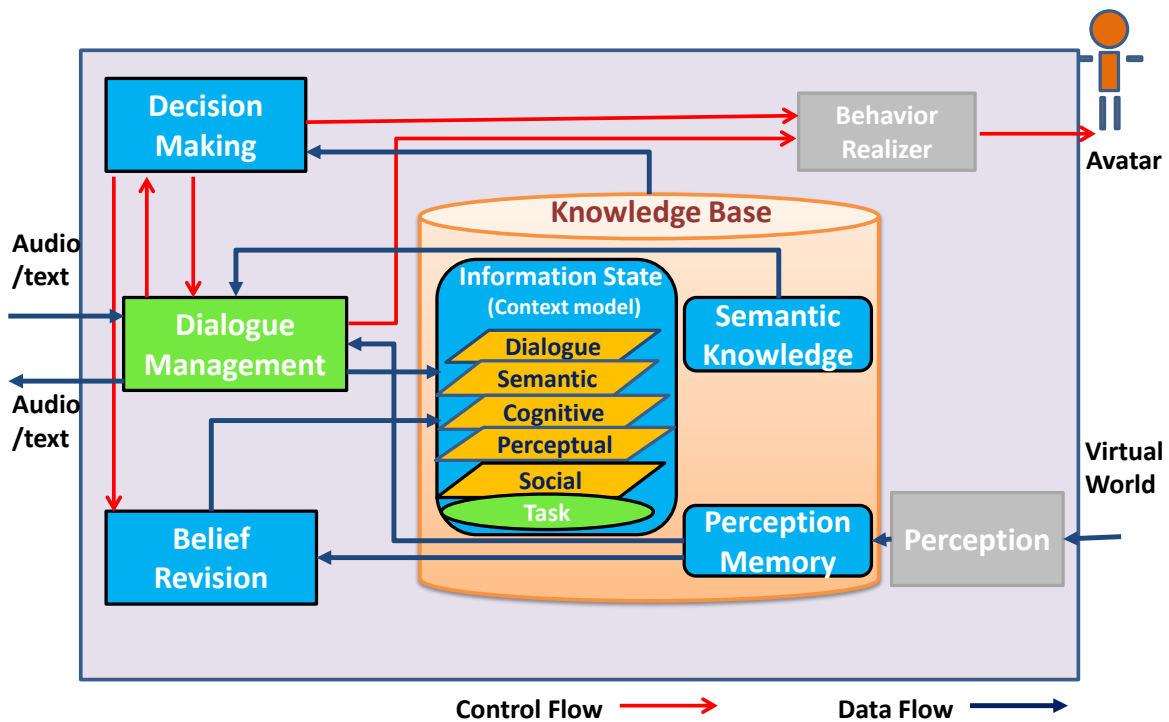 Decision
Making
Behavior
Realizer
Avatar
Knowledge Base
Audio
/text
Information State
(Context model)
Dialogue
Management
Semantic
Knowledge
Dialogue
Semantic
Cognitive
Perceptual
Social
Task
Audio
/text
Virtual
World
Belief
Revision
Perception
Memory
Perception
Control Flow
Data Flow